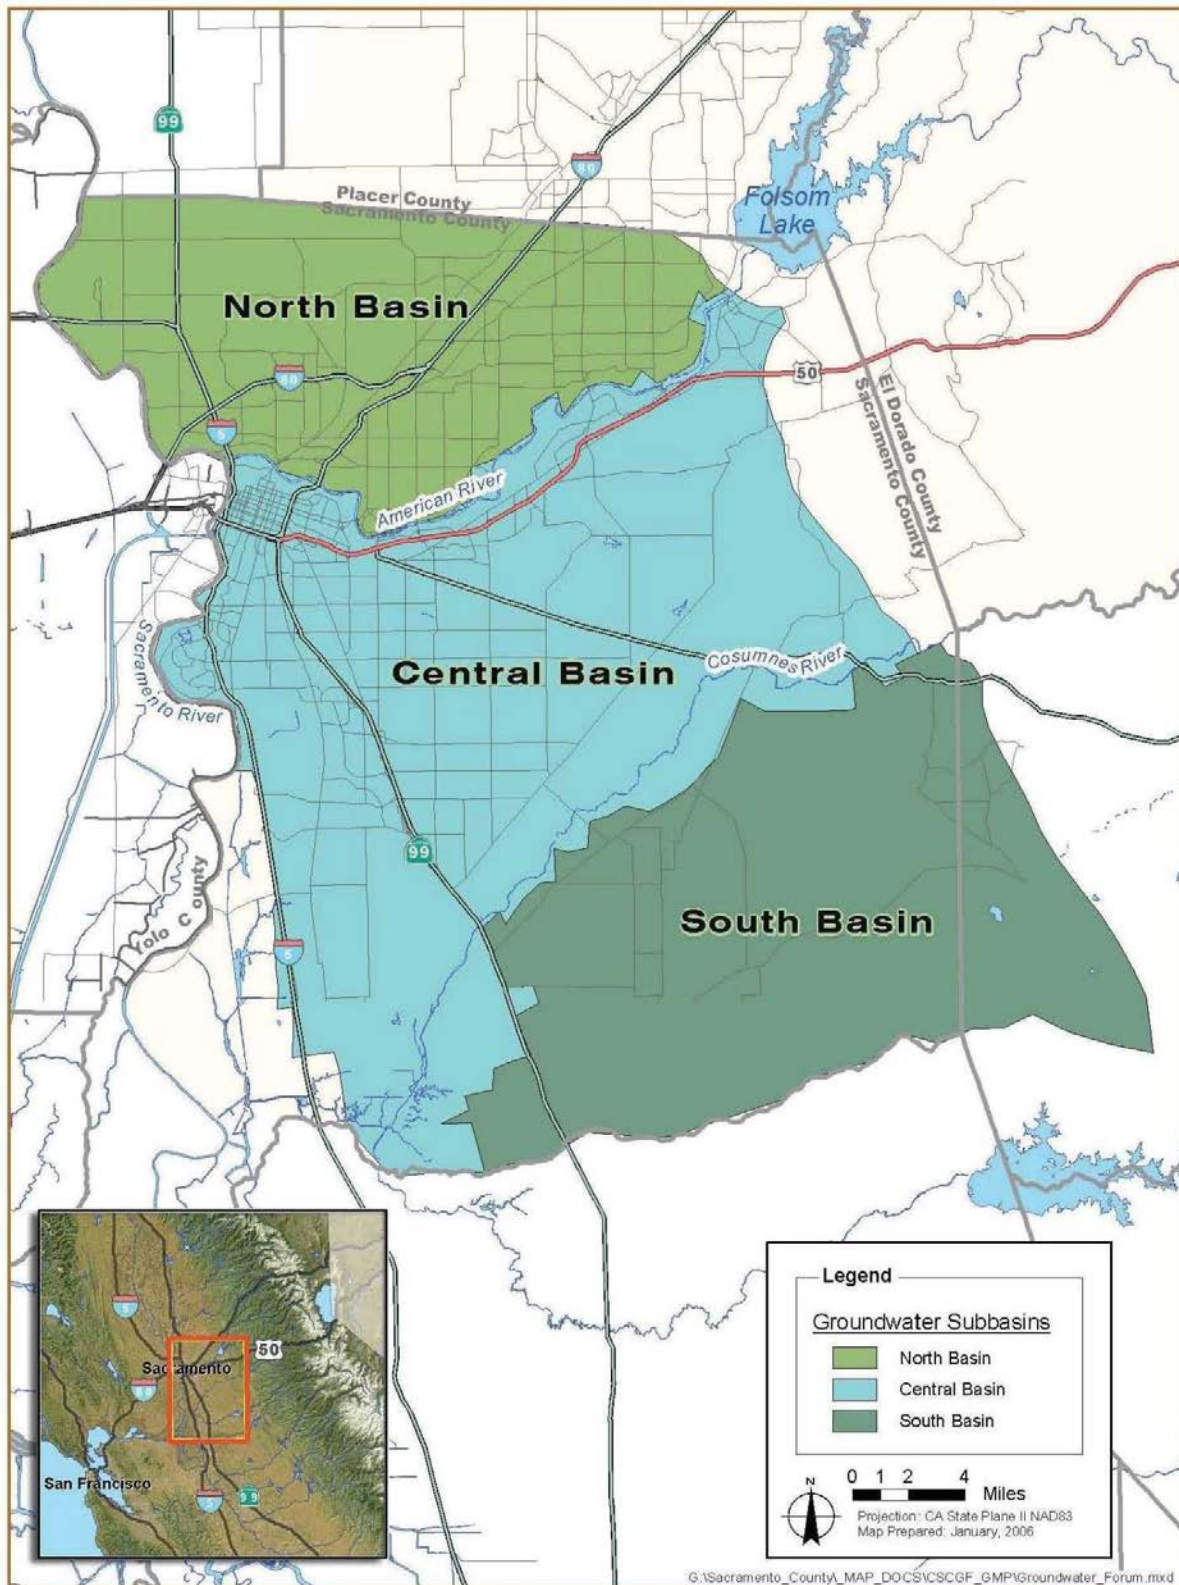 99
80
Placer County
Sacramento County
Folsom
Lake
North Basin
80
50
El Dorado County
Sacramento County
5
American River
Sacramento River
Central Basin
Cosumnes River
99
Yolo County
South Basin
5
5
Sacramento
50
80
San Francisco
5
99
Legend
Groundwater Subbasins
North Basin
Central Basin
South Basin
N
0 1 2 4
Miles
Projection: CA State Plane II NAD83
Map Prepared: January, 2006
G:\Sacramento_County\_MAP_DOCS\CSCGF_GMP\Groundwater_Forum.mxd